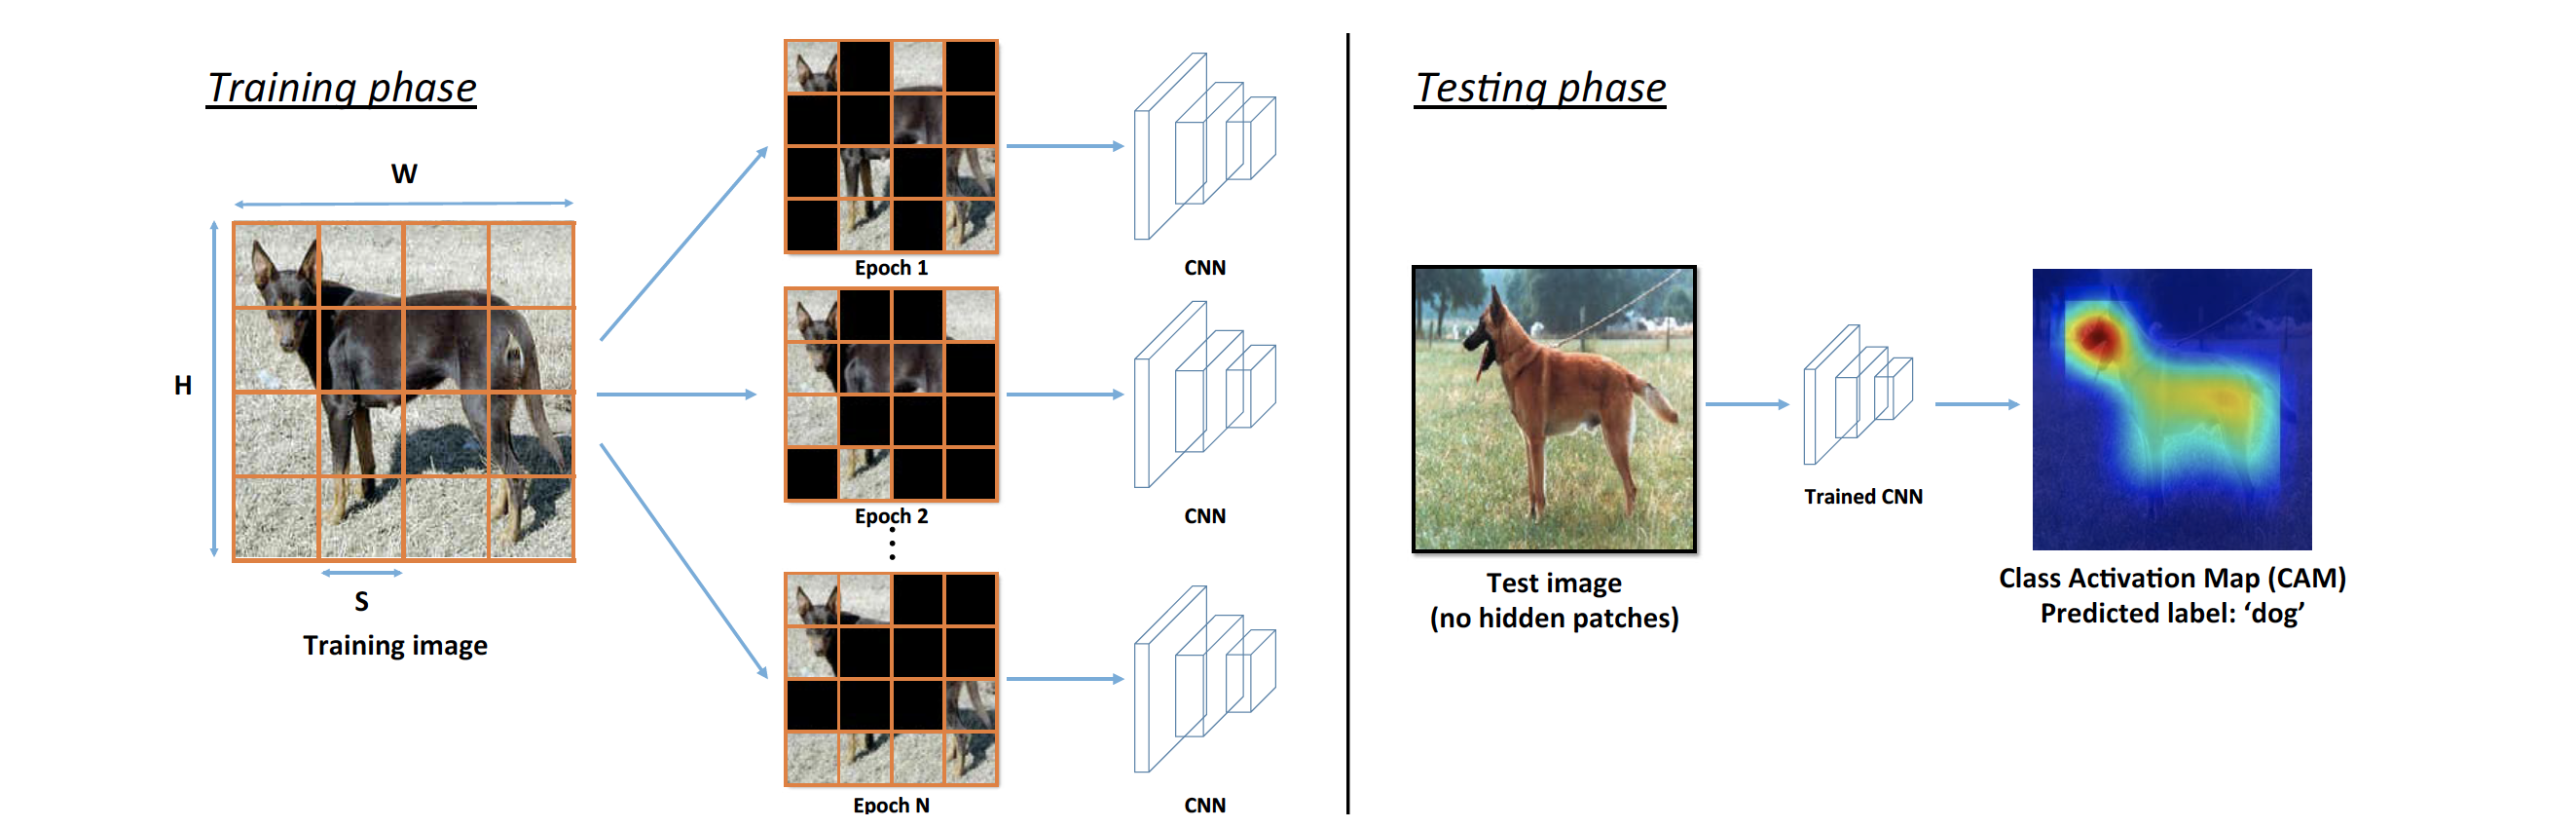 Training phase
W
H
S
Training image
Epoch 1
CNN
Epoch 2
CNN
Epoch N
CNN
Testing phase
Test image
(no hidden patches)
Trained CNN
Class Activation Map (CAM)
Predicted label: ‘dog’